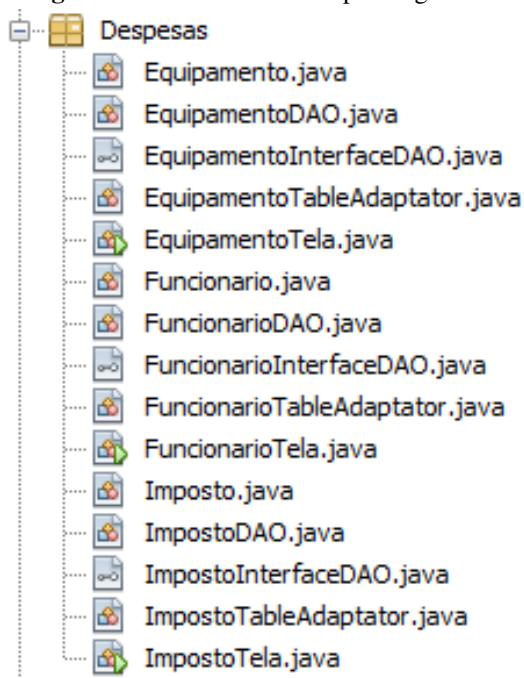 Despesas
Equipamento.java
EquipamentoDAO.java
EquipamentoInterfaceDAO.java
EquipamentoTableAdaptator.java
EquipamentoTela.java
Funcionario.java
FuncionarioDAO.java
FuncionarioInterfaceDAO.java
FuncionarioTableAdaptator.java
FuncionarioTela.java
Imposto.java
ImpostoDAO.java
ImpostoInterfaceDAO.java
ImpostoTableAdaptator.java
ImpostoTela.java